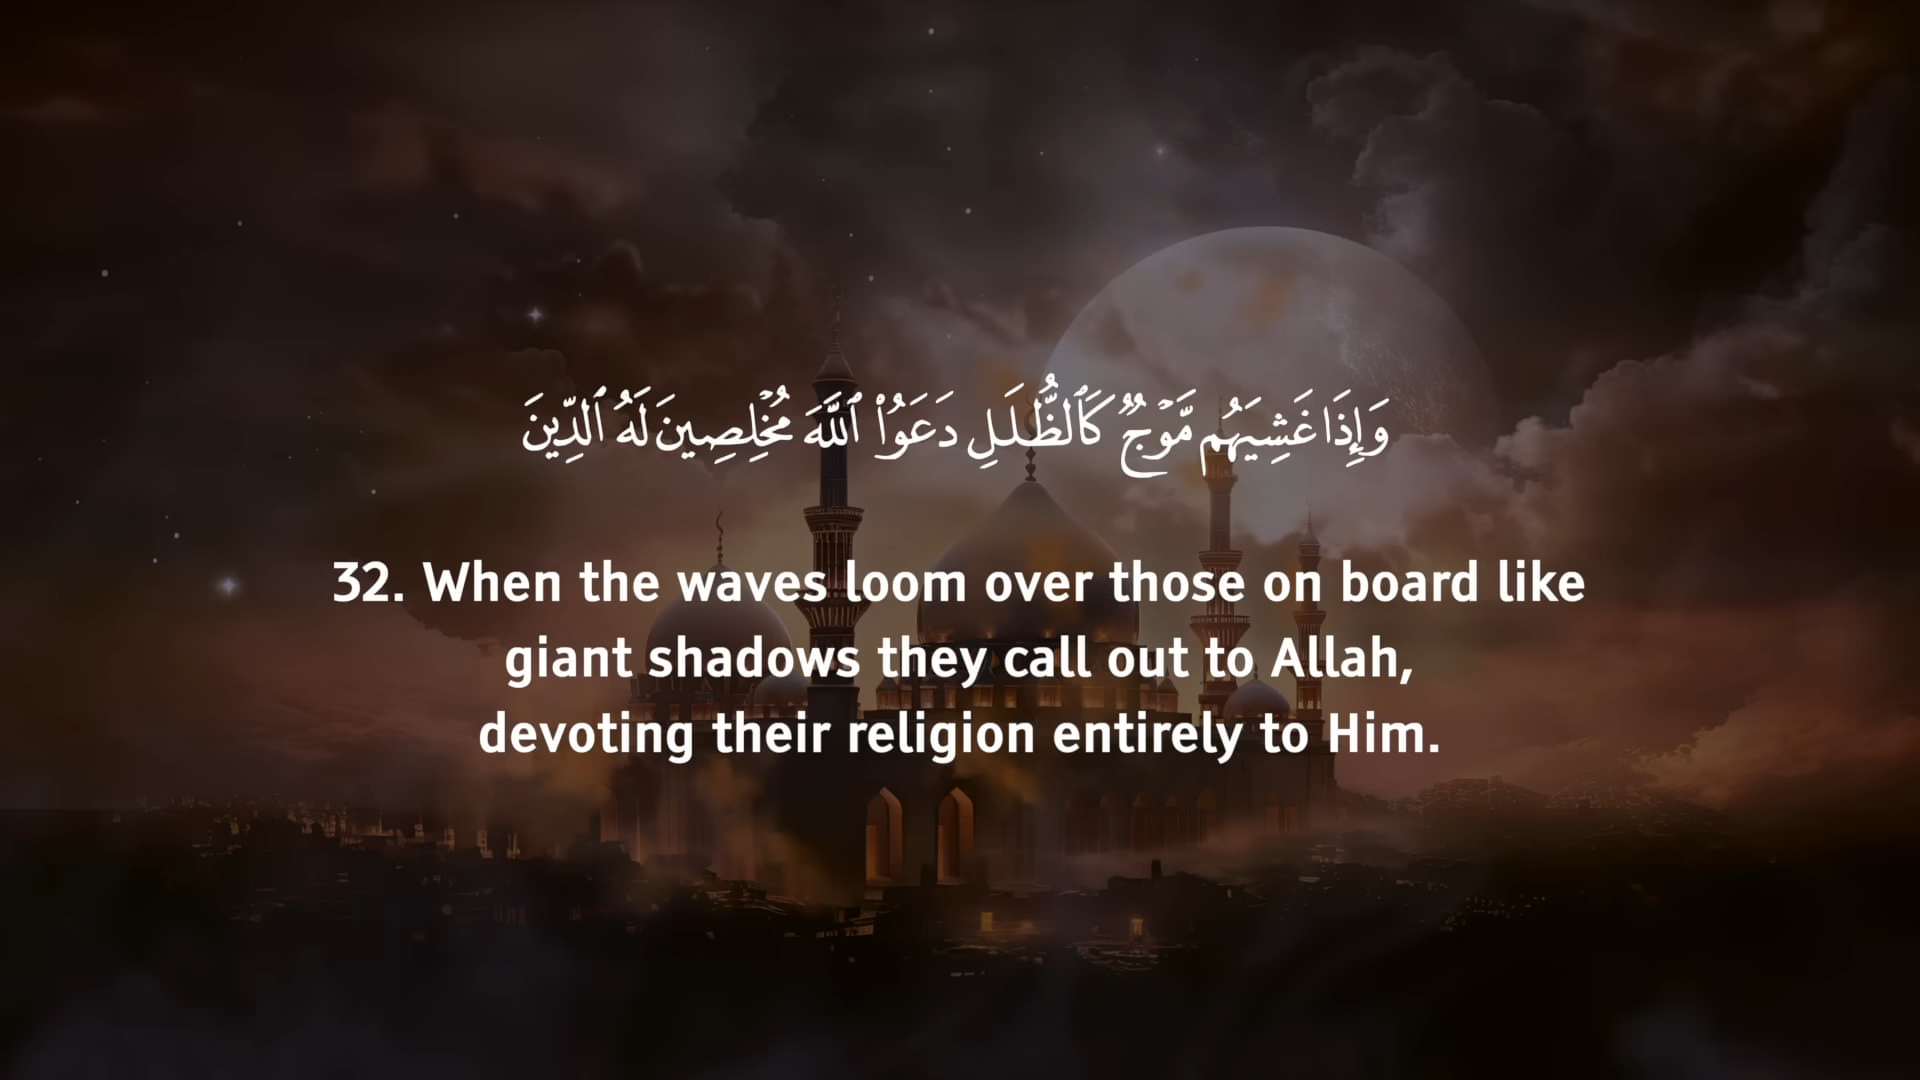 وَإِذَا غَشِيَهُم مَّوْجٌ كَٱلظُّلَلِ دَعَوُا۟ ٱللَّهَ مُخْلِصِينَ لَهُ ٱلدِّينَ
32. When the waves loom over those on board like
giant shadows they call out to Allah,
devoting their religion entirely to Him.